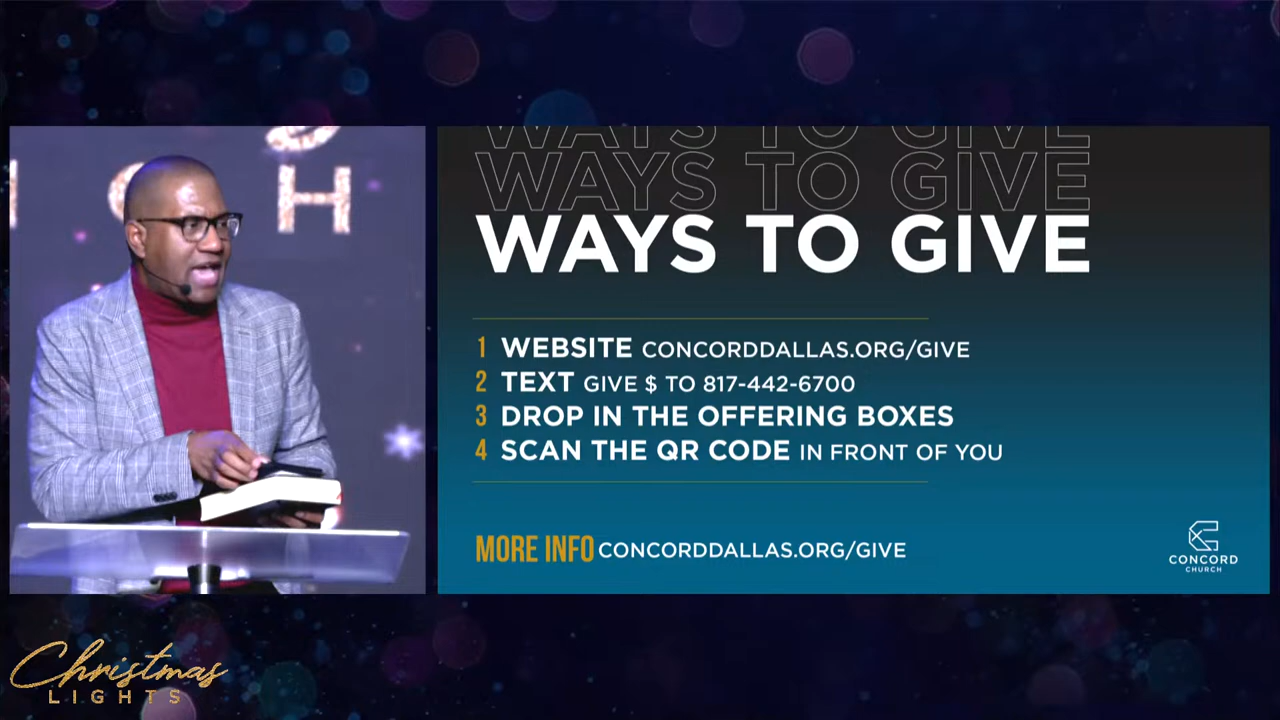 WAYS TO GIVE
WAYS TO GIVE
WAYS TO GIVE
1 WEBSITE CONCORDDALLAS.ORG/GIVE
2 TEXT GIVE $ TO 817-442-6700
3 DROP IN THE OFFERING BOXES
4 SCAN THE QR CODE IN FRONT OF YOU
MORE INFO CONCORDDALLAS.ORG/GIVE
CONCORD
CHURCH
Christmas
LIGHTS